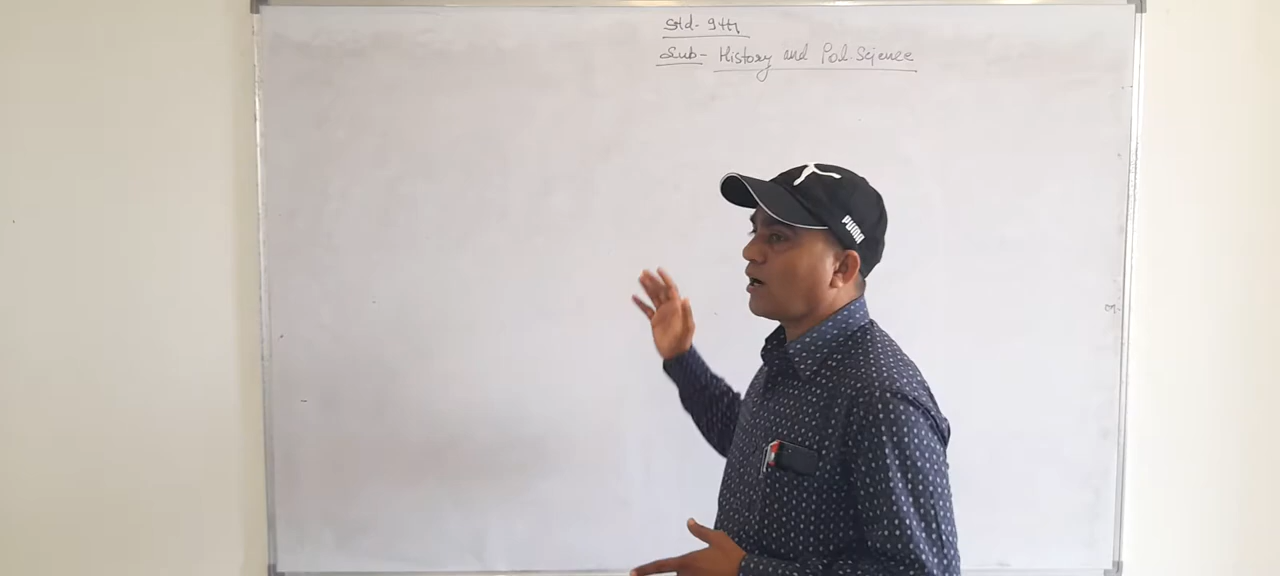 Std- 9th
Sub- History and Pol. Science
PUMA